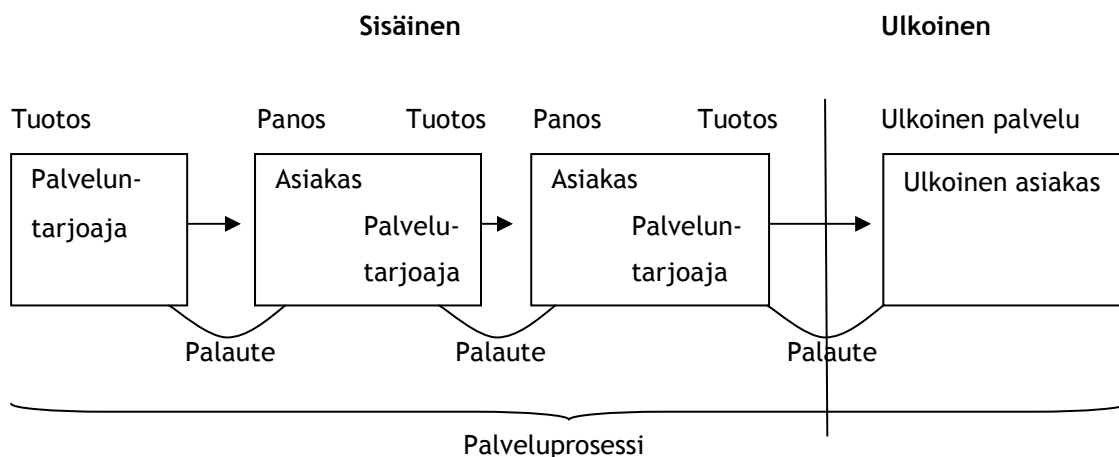 Sisäinen Ulkoinen
Tuotos Panos Tuotos Panos Tuotos Ulkoinen palvelu
Palvelun-
tarjoaja
Asiakas
Palvelu-
tarjoaja
Asiakas
Palvelun-
tarjoaja
Ulkoinen asiakas
Palaute Palaute Palaute
Palveluprosessi